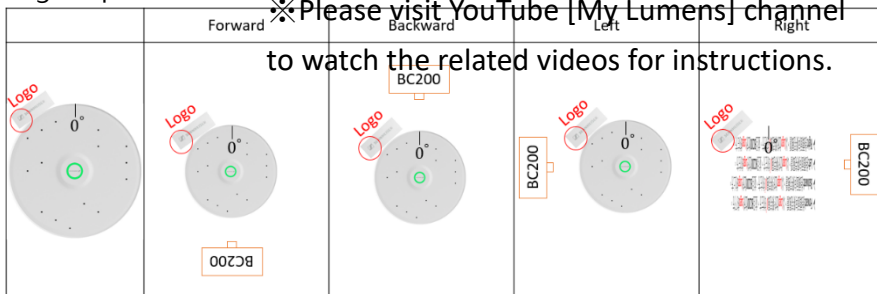 ※Please visit YouTube [My Lumens] channel
to watch the related videos for instructions.
Forward Backward Left Right
Logo
0°
Logo
0°
BC200
BC200
Logo
0°
BC200
Logo
0°
Logo
0°
BC200